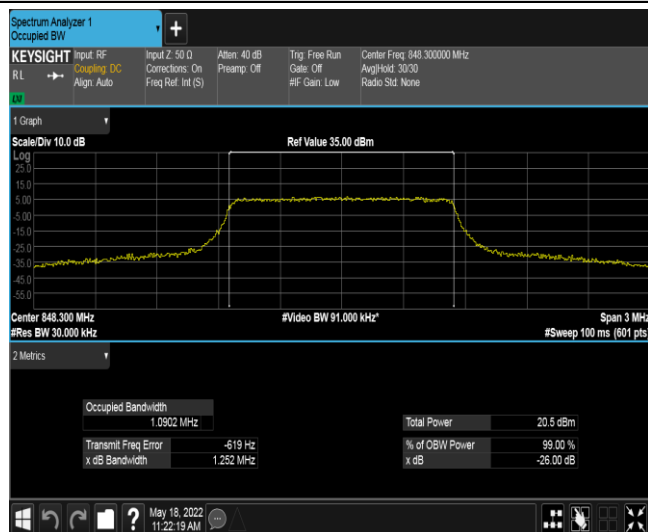 Spectrum Analyzer 1
Occupied BW
+
KEYSIGHT Input: RF Input Z: 50 Ω Atten: 40 dB Trig: Free Run Center Freq: 848.300000 MHz
RL Coupling: DC Corrections: On Preamp: Off Gate: Off Avg|Hold: 30/30
Align: Auto Freq Ref: Int (S) #IF Gain: Low Radio Std: None
1 Graph
Scale/Div 10.0 dB Ref Value 35.00 dBm
Log
25.0
15.0
5.00
-5.00
-15.0
-25.0
-35.0
-45.0
-55.0
Center 848.300 MHz #Video BW 91.000 kHz* Span 3 MHz
#Res BW 30.000 kHz #Sweep 100 ms (601 pts)
2 Metrics
Occupied Bandwidth
1.0902 MHz Total Power 20.5 dBm
Transmit Freq Error -619 Hz % of OBW Power 99.00 %
x dB Bandwidth 1.252 MHz x dB -26.00 dB
? May 18, 2022
11:22:19 AM